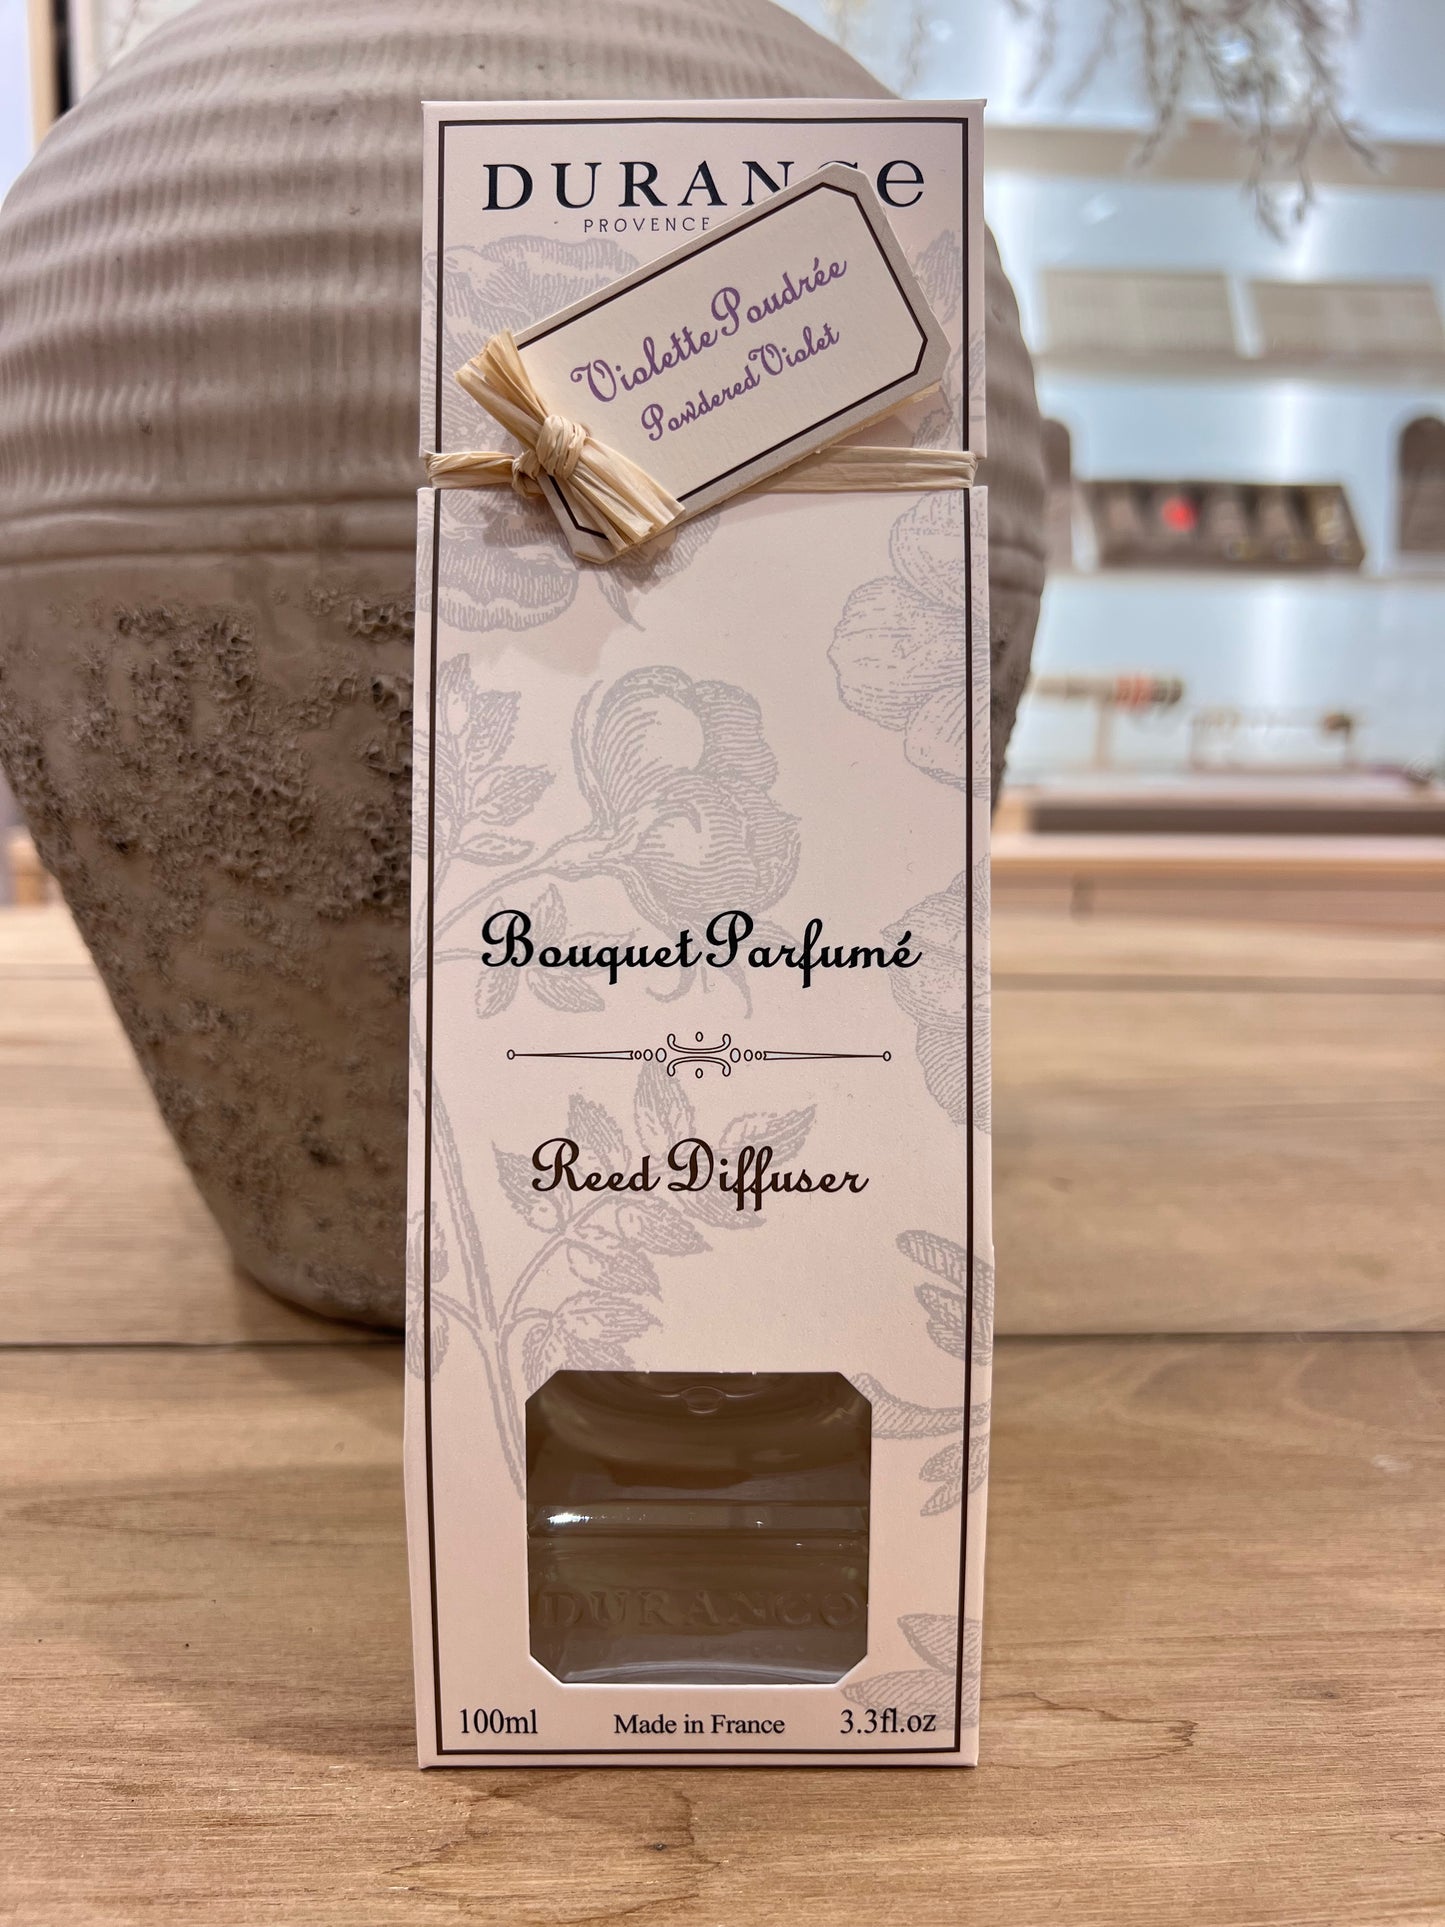 DURANCE
PROVENCE
Violette Poudrée
Powdered Violet
Bouquet Parfumé
Reed Diffuser
DURANCE
100ml Made in France 3.3fl.oz